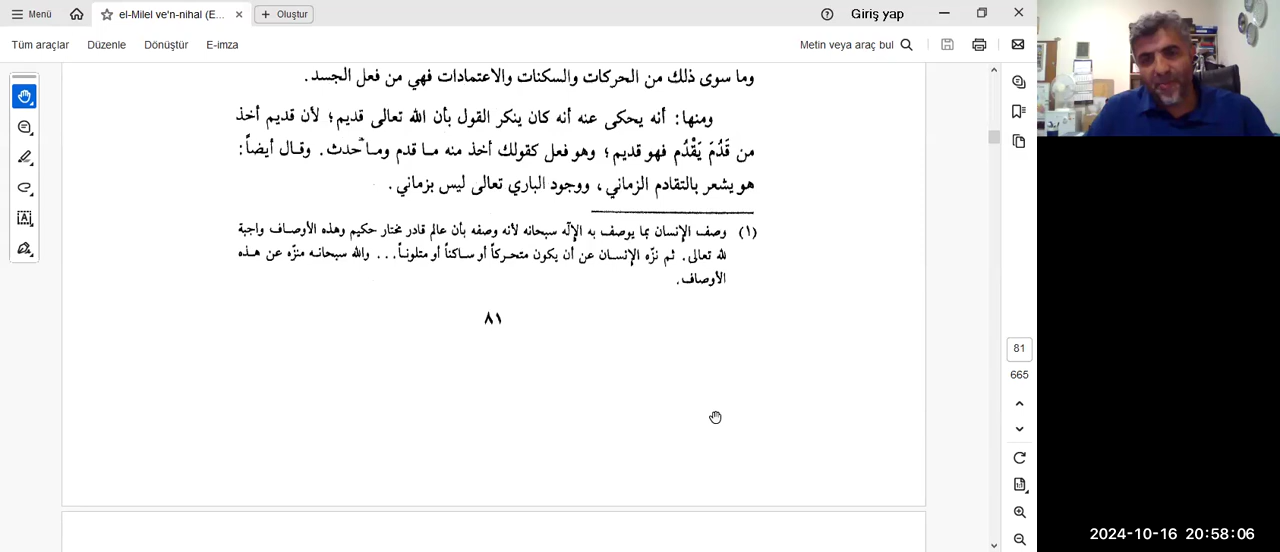 Menü
el-Milel ve'n-nihal (E...
Oluştur
Giriş yap
Tüm araçlar
Düzenle
Dönüştür
E-imza
Metin veya araç bul
وما سوى ذلك من الحركات والسكنات والاعتمادات فهي من فعل الجسد.
ومنها: أنه يحكى عنه أنه كان ينكر القول بأن الله تعالى قديم؛ لأن قديم أخذ
من قَدُمَ يَقْدُم فهو قديم؛ وهو فعل كقولك أخذ منه ما قدم وما حدث. وقال أيضاً:
هو يشعر بالتقادم الزماني، ووجود الباري تعالى ليس بزماني.
(١) وصف الإنسان بما يوصف به الإلٰه سبحانه لأنه وصفه بأن عالم قادر مختار حكيم وهذه الأوصاف واجبة
لله تعالى. ثم نزّه الإنسان عن أن يكون متحركاً أو ساكناً أو متلوناً... والله سبحانه منزّه عن هذه
الأوصاف.
٨١
81
665
2024-10-16 20:58:06